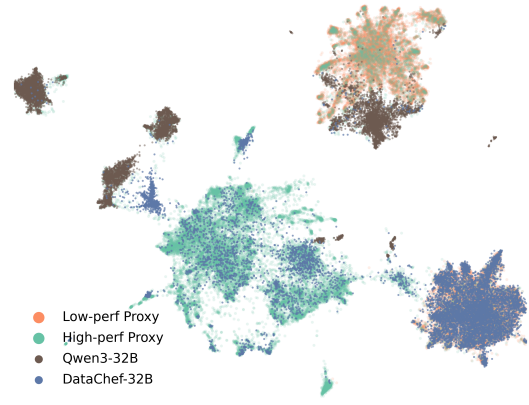 Low-perf Proxy
High-perf Proxy
Qwen3-32B
DataChef-32B